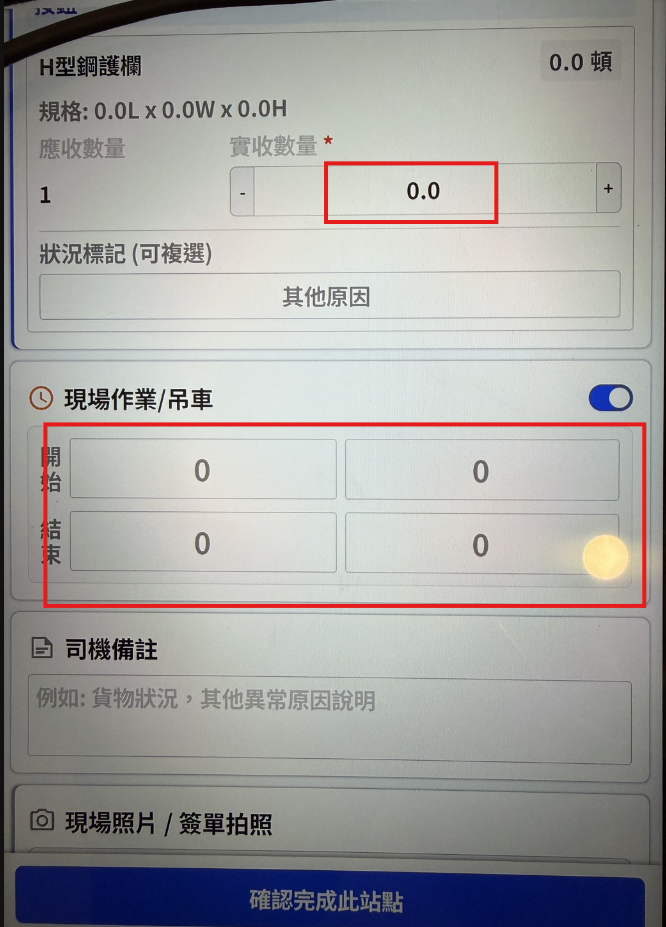 按鈕
H型鋼護欄
0.0 頓
規格: 0.0L x 0.0W x 0.0H
應收數量
實收數量 *
1
-
0.0
+
狀況標記 (可複選)
其他原因
現場作業/吊車
開始
0
0
結束
0
0
司機備註
例如: 貨物狀況，其他異常原因說明
現場照片 / 簽單拍照
確認完成此站點